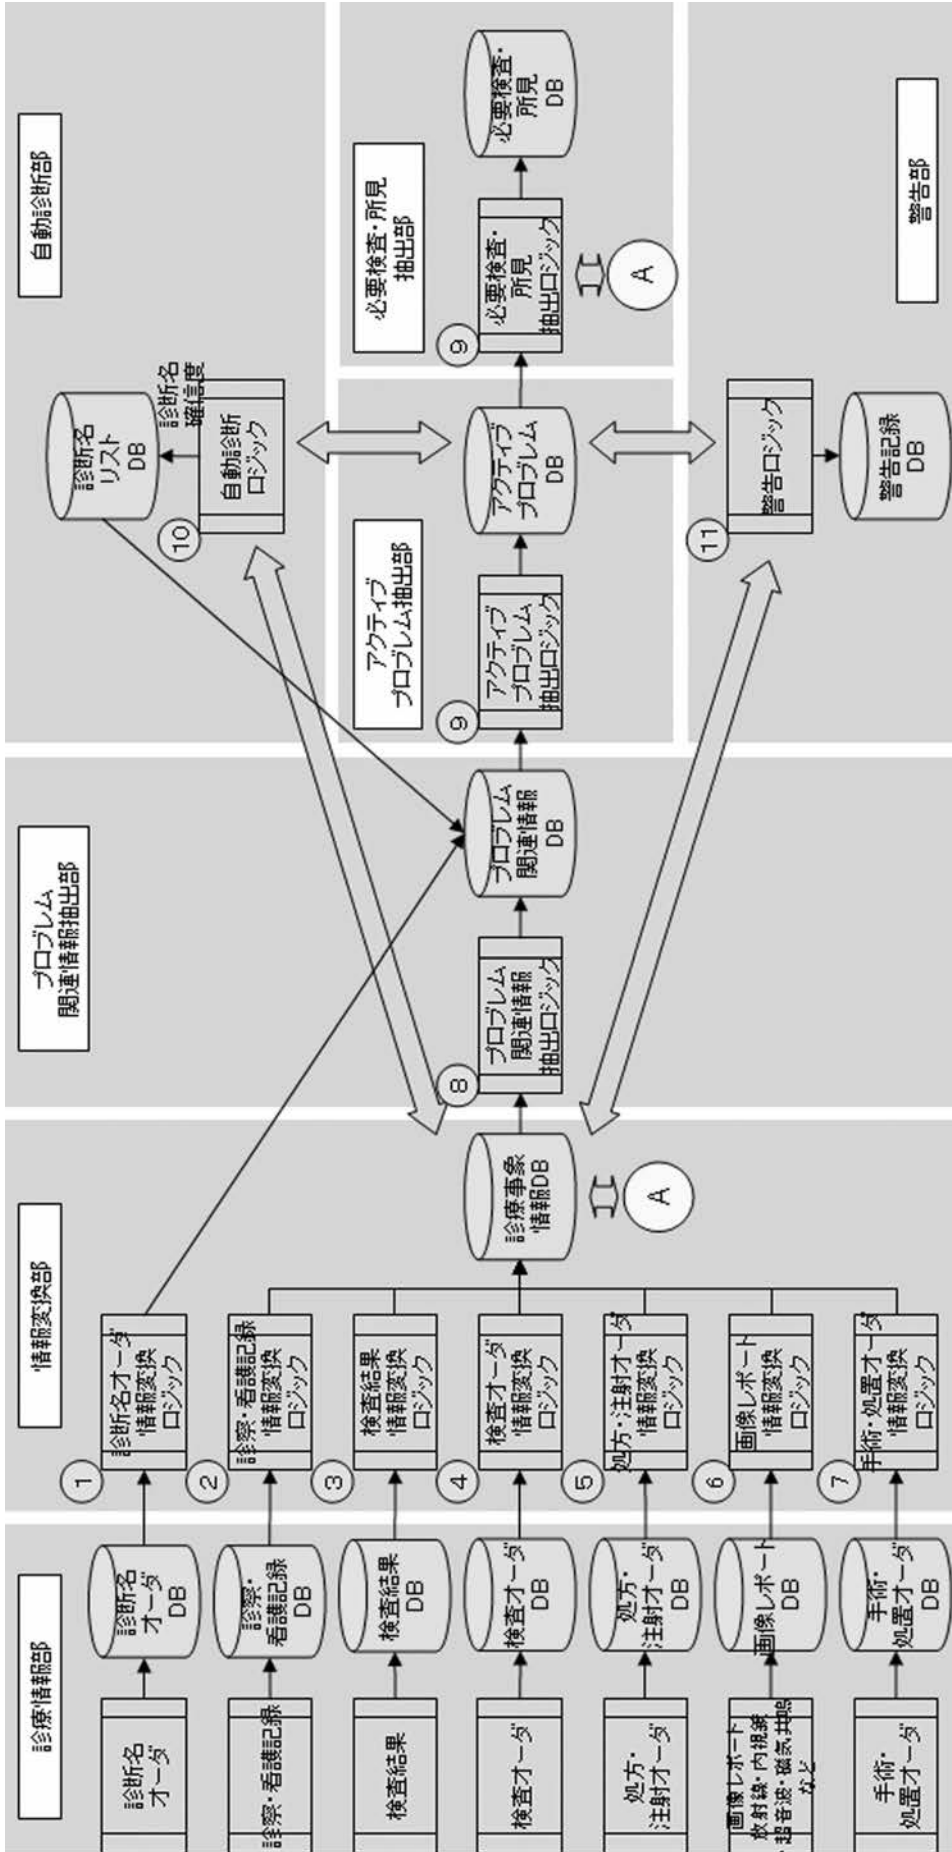 診療情報部
診断名
オーダ
診察・看護記録
検査結果
検査オーダ
処方・
注射オーダ
画像レポート
放射線・内視鏡
・超音波・磁気共鳴
など
手術・
処置オーダ
診断名
オーダ
DB
診察・
看護記録
DB
検査結果
DB
検査オーダ
DB
処方・
注射オーダ
DB
画像レポート
DB
手術・
処置オーダ
DB
情報変換部
①
診断名オーダ
情報変換
ロジック
②
診察・看護記録
情報変換
ロジック
③
検査結果
情報変換
ロジック
④
検査オーダ
情報変換
ロジック
⑤
処方・注射オーダ
情報変換
ロジック
⑥
画像レポート
情報変換
ロジック
⑦
手術・処置オーダ
情報変換
ロジック
診療事象
情報DB
A
プロブレム
関連情報抽出部
⑧
プロブレム
関連情報
抽出ロジック
プロブレム
関連情報
DB
アクティブ
プロブレム抽出部
⑨
アクティブ
プロブレム
抽出ロジック
アクティブ
プロブレム
DB
必要検査・所見
抽出部
⑨
必要検査・
所見
抽出ロジック
A
必要検査・
所見
DB
自動診断部
⑩
自動診断
ロジック
診断名
確信度
診断名
リスト
DB
警告部
⑪
警告ロジック
警告記録
DB